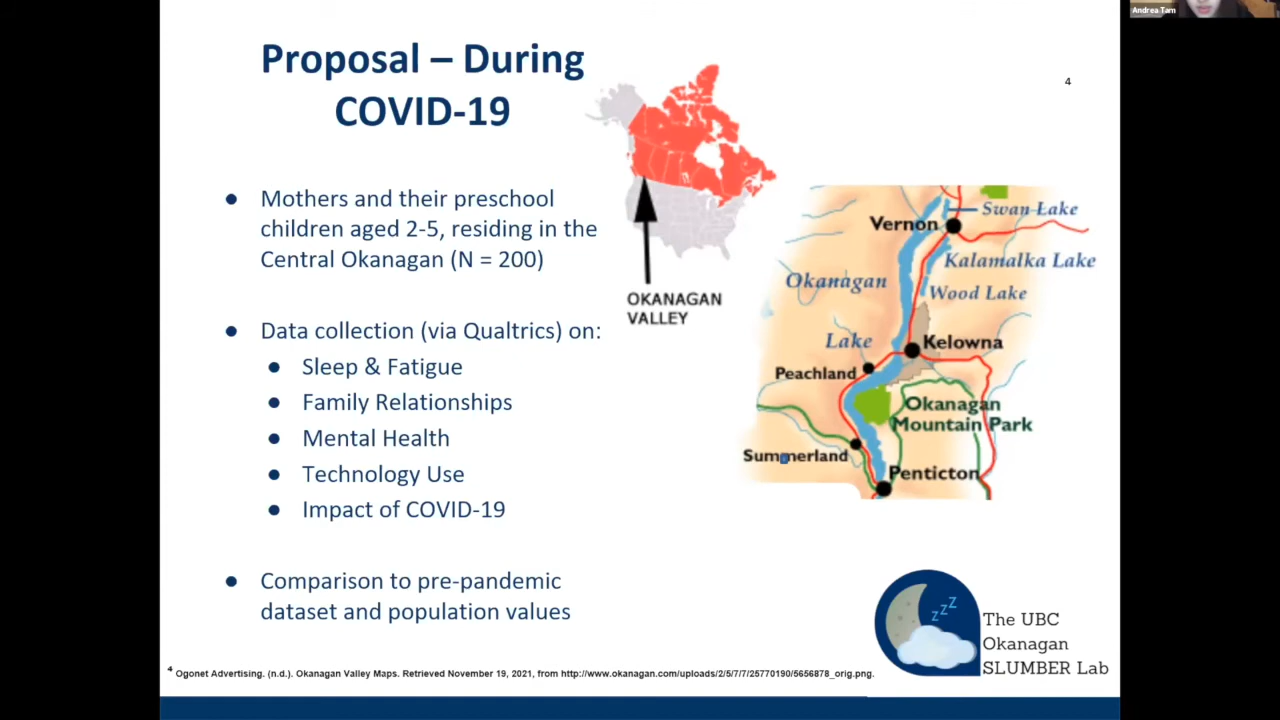 Andrea Tam
Proposal – During
COVID-19
4
● Mothers and their preschool
children aged 2-5, residing in the
Central Okanagan (N = 200)
● Data collection (via Qualtrics) on:
● Sleep & Fatigue
● Family Relationships
● Mental Health
● Technology Use
● Impact of COVID-19
● Comparison to pre-pandemic
dataset and population values
OKANAGAN
VALLEY
Swan Lake
Vernon
Kalamalka Lake
Okanagan
Wood Lake
Lake
Kelowna
Peachland
Okanagan
Mountain Park
Summerland
Penticton
zzz
The UBC
Okanagan
SLUMBER Lab
4 Ogonet Advertising. (n.d.). Okanagan Valley Maps. Retrieved November 19, 2021, from http://www.okanagan.com/uploads/2/5/7/7/25770190/5656878_orig.png.